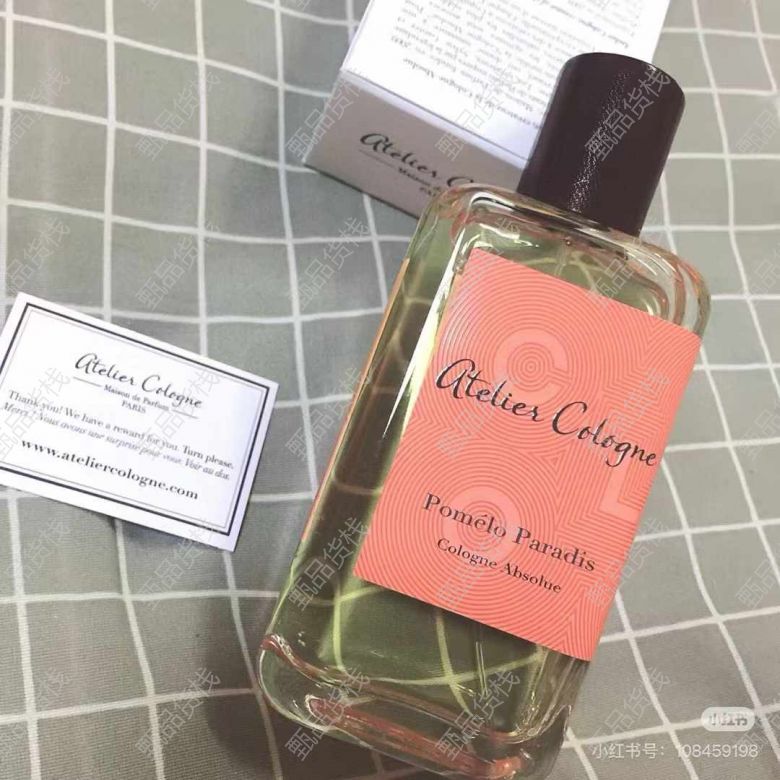 Atelier Cologne
Maison de Parfum
PARIS
Atelier Cologne
Maison de Parfum
PARIS
Thank you! We have a reward for you. Turn please.
Merci! Nous avons une surprise pour vous. Voir au dos.
www.ateliercologne.com
C
O
L
O
Atelier Cologne
Pomélo Paradis
Cologne Absolue
甄品货栈
小红书
小红书号：108459198